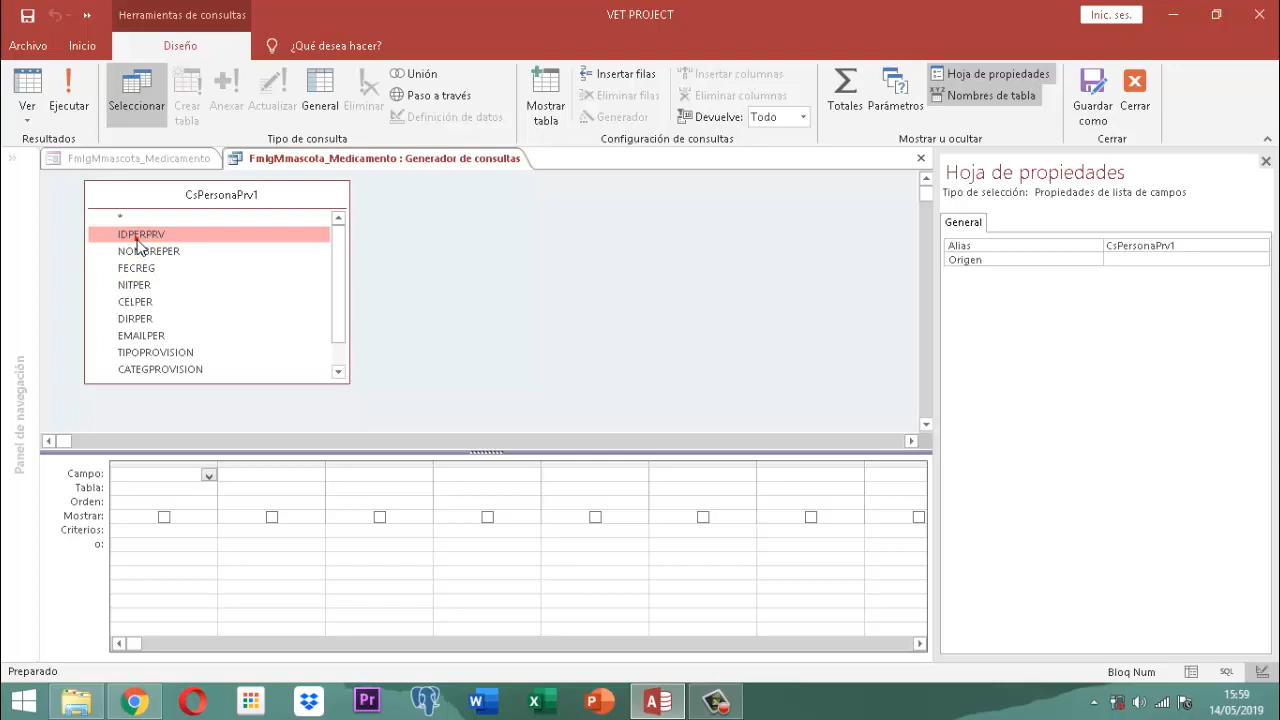 Herramientas de consultas
VET PROJECT
Inic. ses.
Archivo
Inicio
Diseño
¿Qué desea hacer?
Ver
Ejecutar
Seleccionar
Crear tabla
Anexar
Actualizar
General
Eliminar
Unión
Paso a través
Definición de datos
Mostrar tabla
Insertar filas
Eliminar filas
Generador
Insertar columnas
Eliminar columnas
Devuelve: Todo
Totales
Parámetros
Hoja de propiedades
Nombres de tabla
Guardar como
Cerrar
Resultados
Tipo de consulta
Configuración de consultas
Mostrar u ocultar
Cerrar
FmIgMmascota_Medicamento
FmIgMmascota_Medicamento : Generador de consultas
CsPersonaPrv1
*
IDPERPRV
NOMBREPER
FECREG
NITPER
CELPER
DIRPER
EMAILPER
TIPOPROVISION
CATEGPROVISION
Panel de navegación
Hoja de propiedades
Tipo de selección: Propiedades de lista de campos
General
Alias CsPersonaPrv1
Origen
Campo:
Tabla:
Orden:
Mostrar:
Criterios:
o:
Preparado
Bloq Num
SQL
15:59
14/05/2019